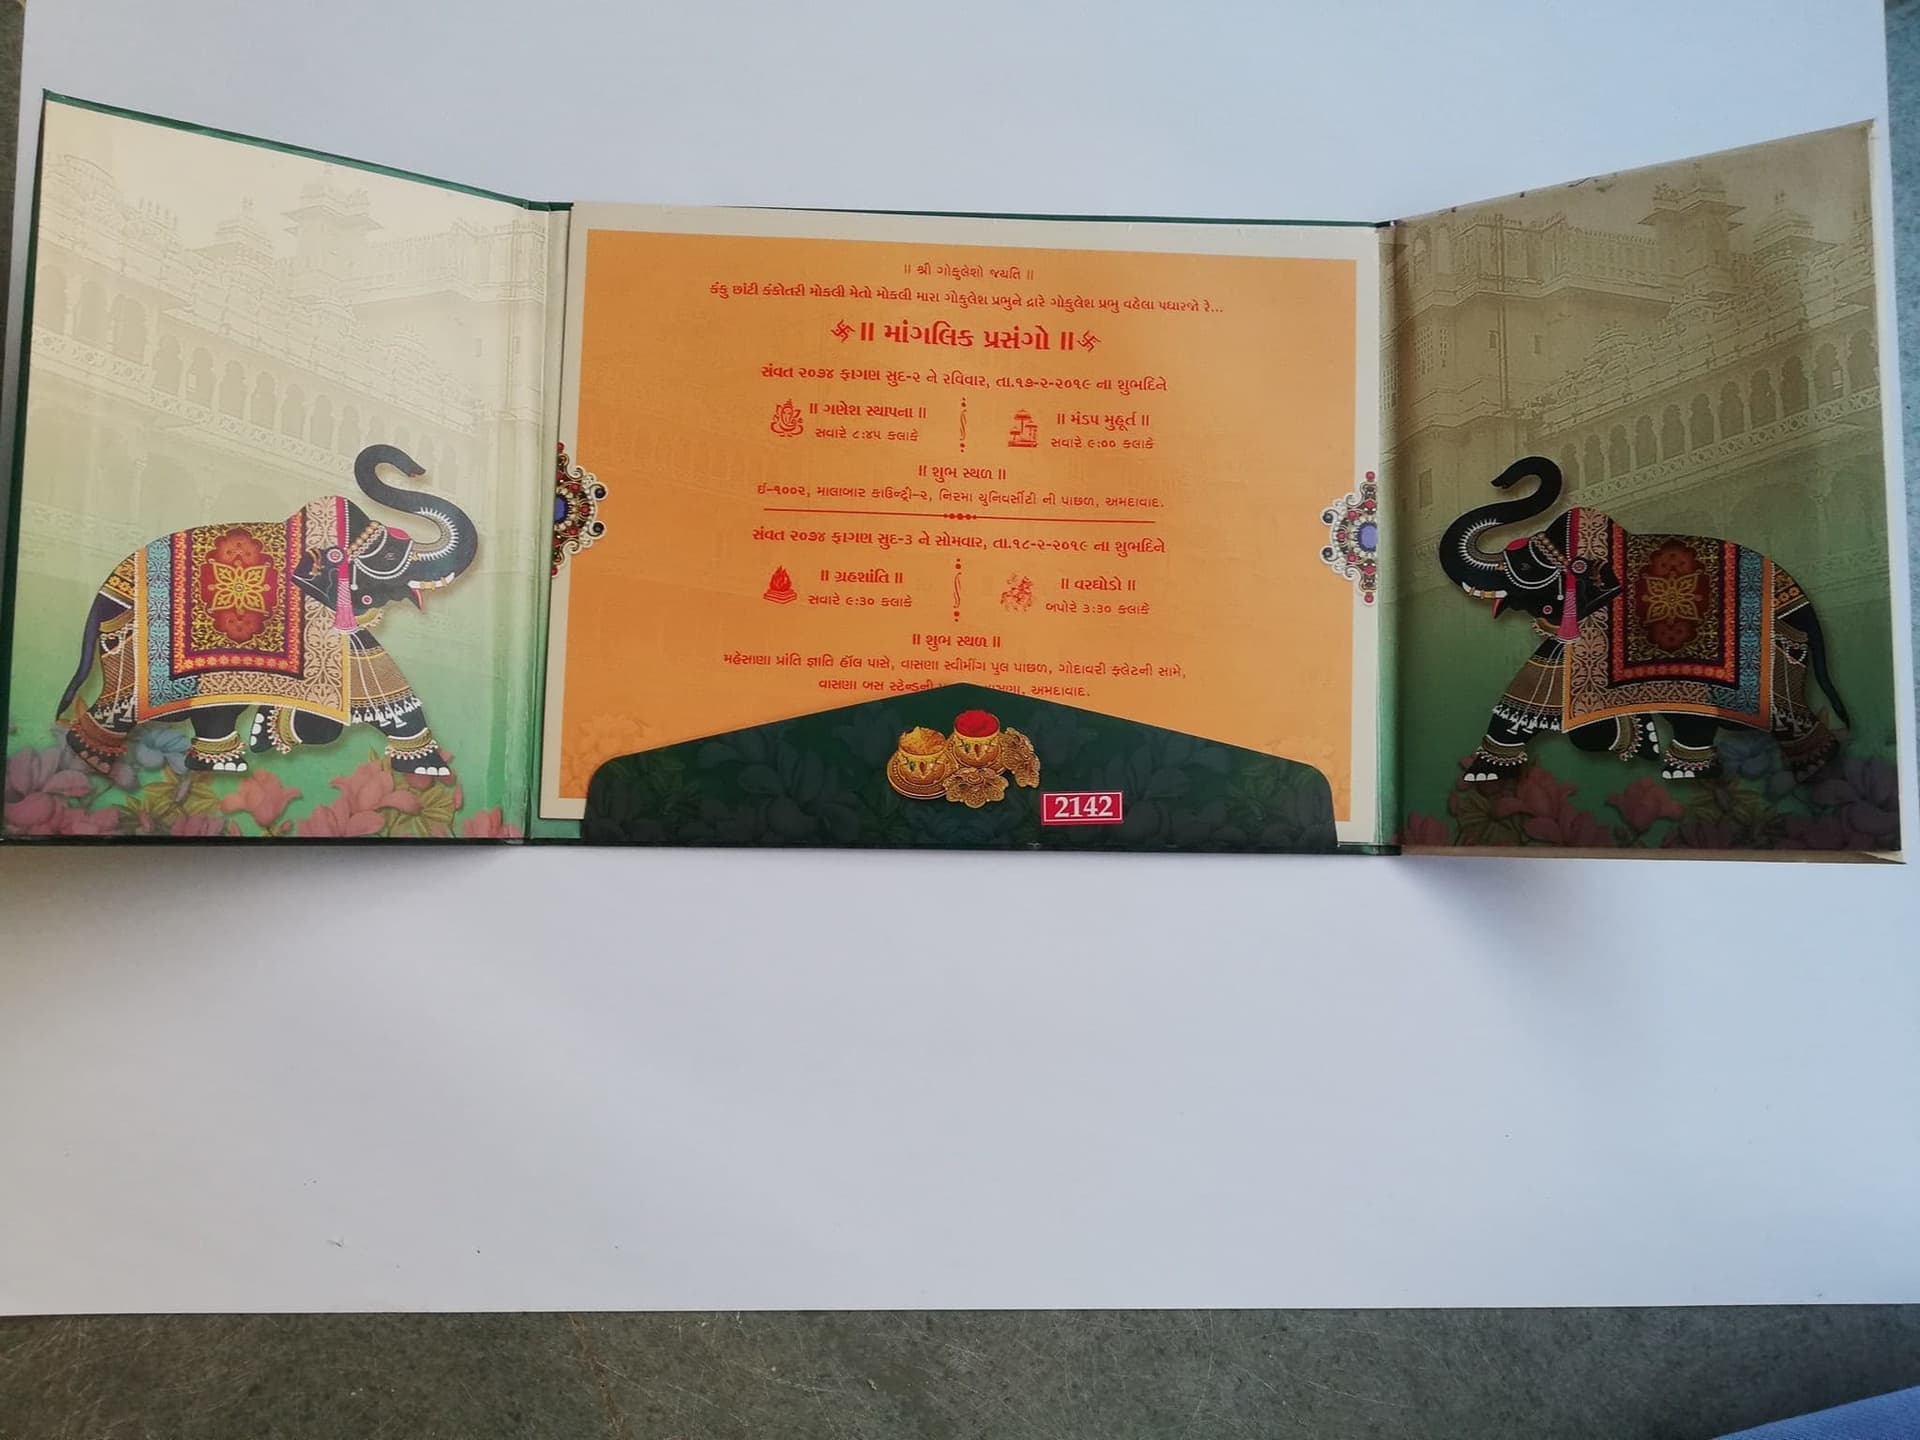 ॥ શ્રી ગોકુલેશો જયતિ ॥
કંકુ છાંટી કંકોતરી મોકલી મેતો મોકલી મારા ગોકુલેશ પ્રભુને દ્વારે ગોકુલેશ પ્રભુ વહેલા પધારજો રે...
॥ માંગલિક પ્રસંગો ॥
સંવત ૨૦૭૪ ફાગણ સુદ-૨ ને રવિવાર, તા.૧૭-૨-૨૦૧૯ ના શુભદિને
॥ ગણેશ સ્થાપના ॥
સવારે ૮:૪૫ કલાકે
॥ મંડપ મુહૂર્ત ॥
સવારે ૯:૦૦ કલાકે
॥ શુભ સ્થળ ॥
ઈ-૧૦૦૨, માલાબાર કાઉન્ટ્રી-૨, નિરમા યુનિવર્સીટી ની પાછળ, અમદાવાદ.
સંવત ૨૦૭૪ ફાગણ સુદ-૩ ને સોમવાર, તા.૧૮-૨-૨૦૧૯ ના શુભદિને
॥ ગ્રહશાંતિ ॥
સવારે ૯:૩૦ કલાકે
॥ વરઘોડો ॥
બપોરે ૩:૩૦ કલાકે
॥ શુભ સ્થળ ॥
મહેસાણા પ્રાંતિ જ્ઞાતિ હૉલ પાસે, વાસણા સ્વીમીંગ પુલ પાછળ, ગોદાવરી ફ્લેટની સામે,
વાસણા બસ સ્ટેન્ડની અમદાવાદ.
2142